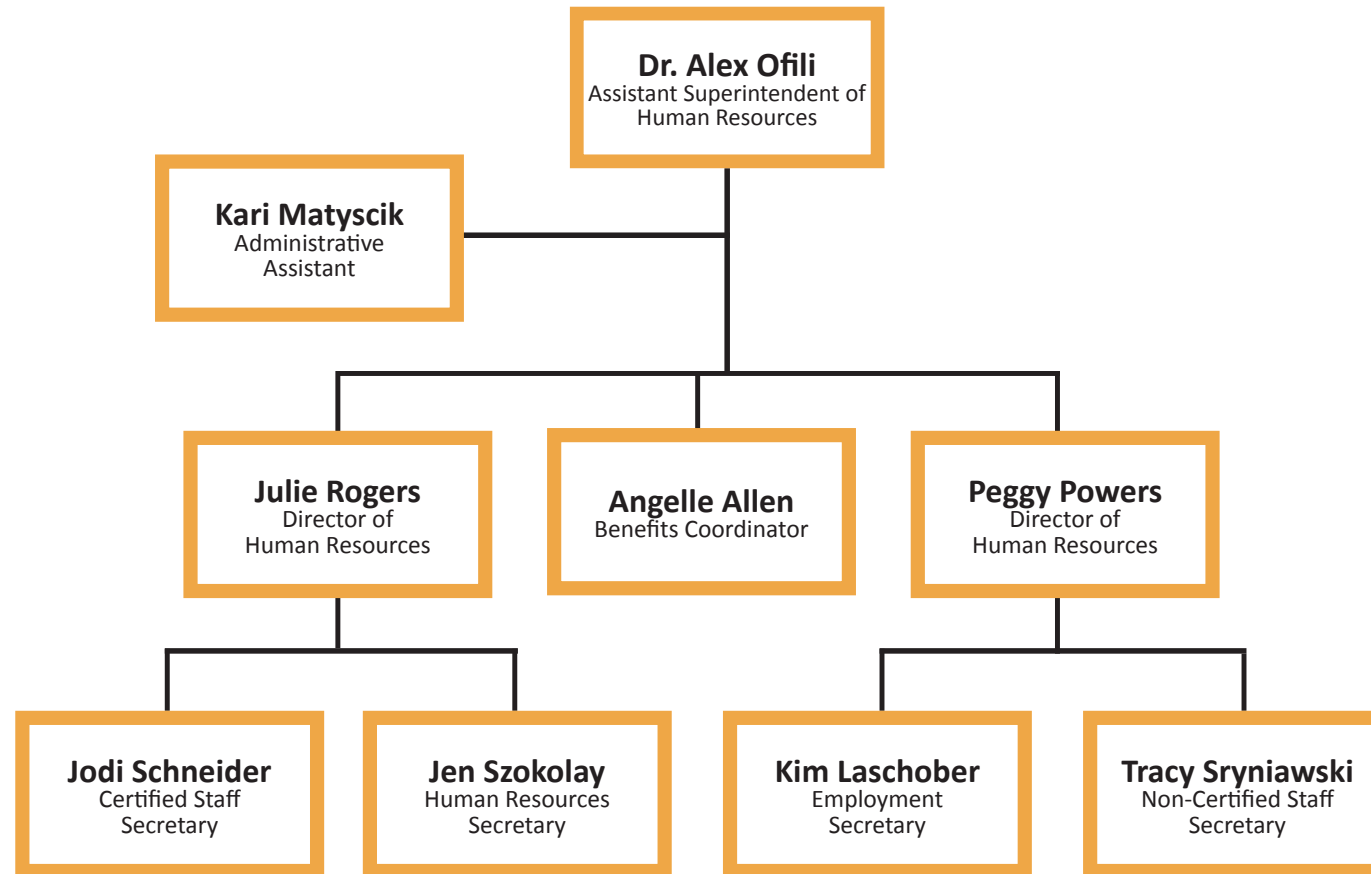 Dr. Alex Ofili
Assistant Superintendent of
Human Resources
Kari Matyscik
Administrative
Assistant
Julie Rogers
Director of
Human Resources
Angelle Allen
Benefits Coordinator
Peggy Powers
Director of
Human Resources
Jodi Schneider
Certified Staff
Secretary
Jen Szokolay
Human Resources
Secretary
Kim Laschober
Employment
Secretary
Tracy Sryniawski
Non-Certified Staff
Secretary